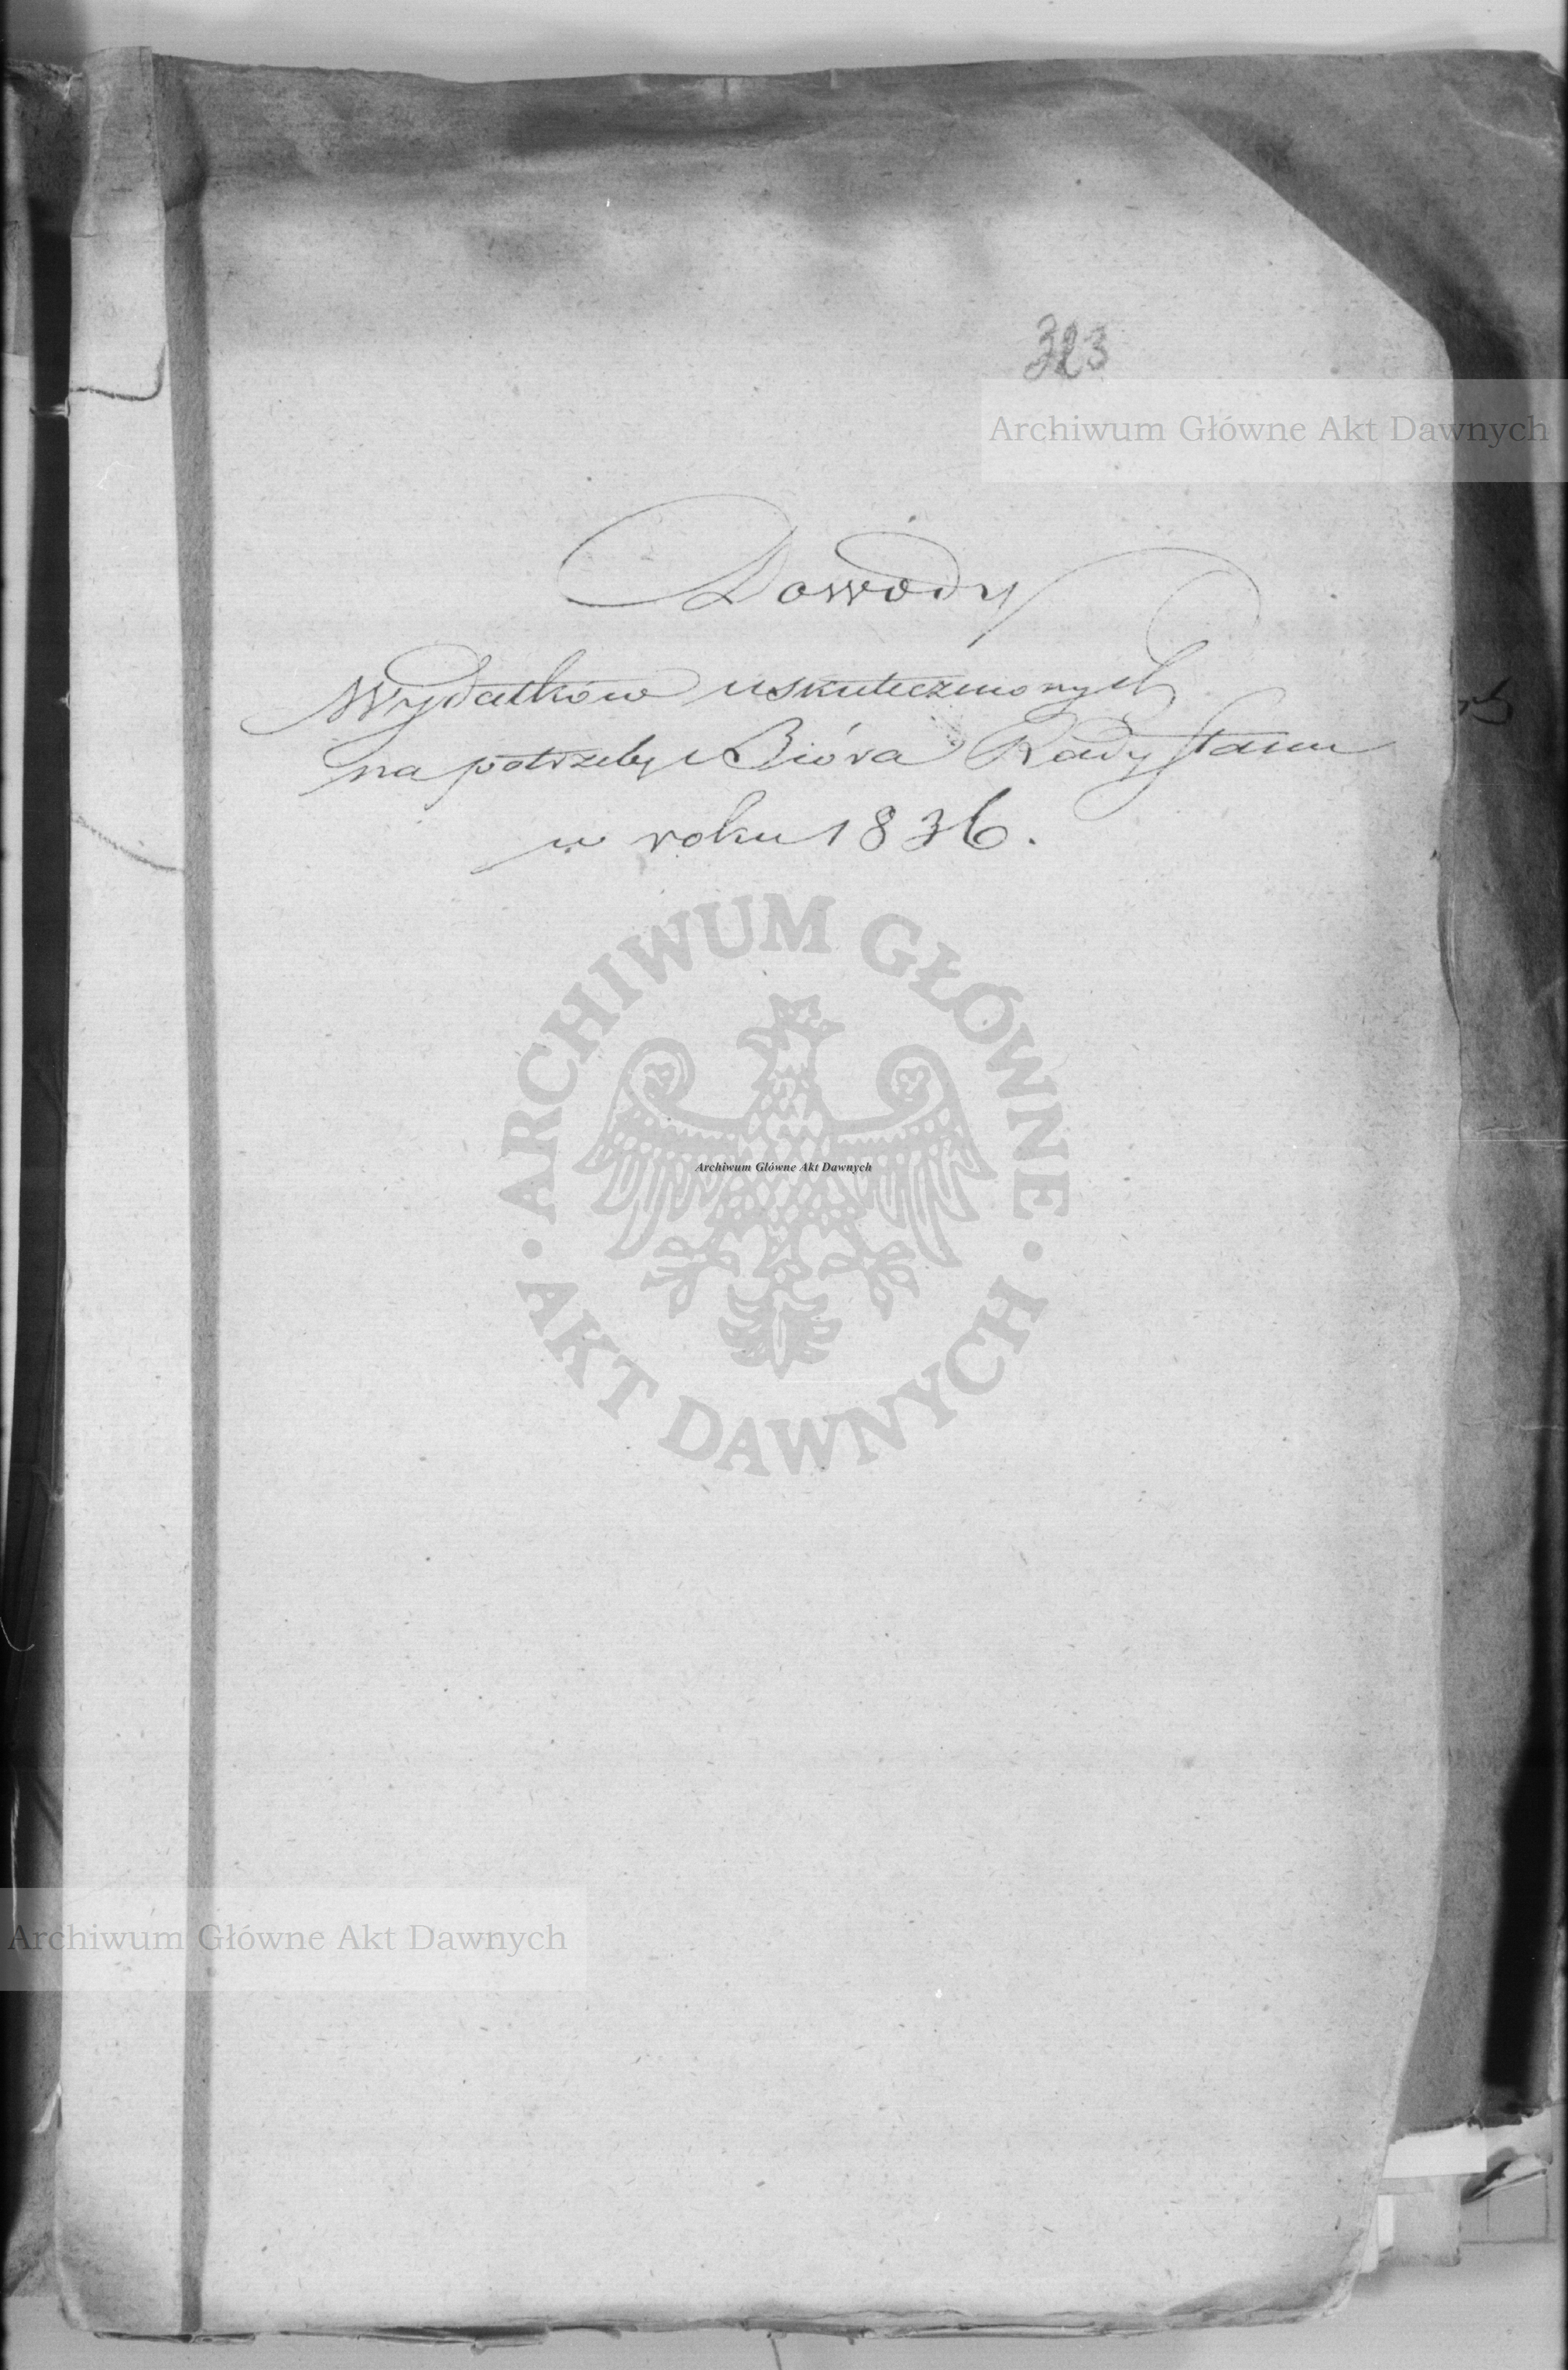 323
Archiwum Główne Akt Dawnych
Dowody
Wydatków uskutecznionych
na potrzeby Bióra Rady Stanu
w roku 1836.
ARCHIWUM GŁÓWNE
Archiwum Główne Akt Dawnych
AKT DAWNYCH
Archiwum Główne Akt Dawnych